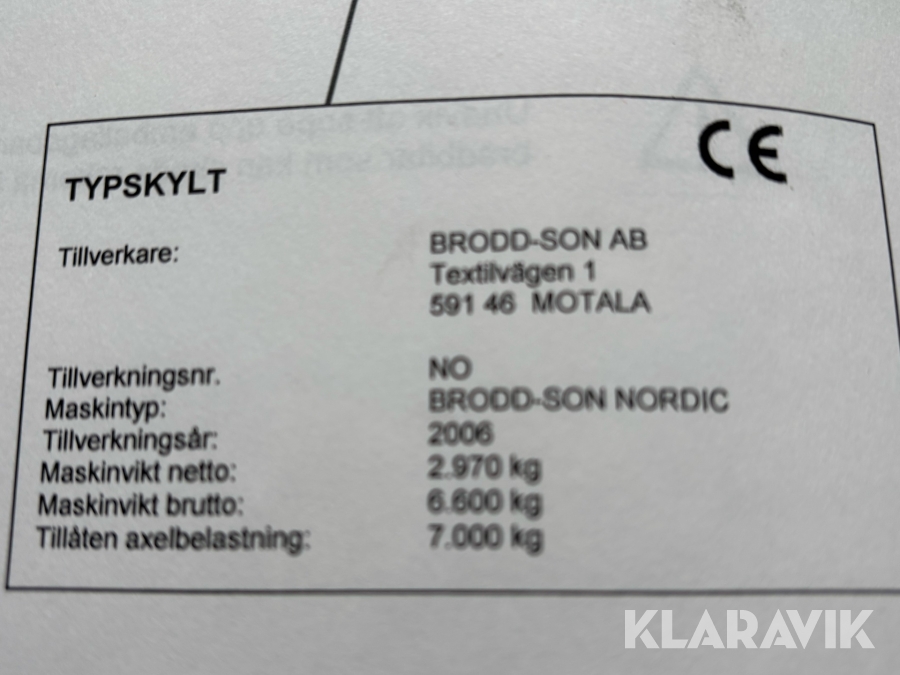 TYPSKYLT
CE
Tillverkare: BRODD-SON AB
Textilvägen 1
591 46 MOTALA
Tillverkningsnr. NO
Maskintyp: BRODD-SON NORDIC
Tillverkningsår: 2006
Maskinvikt netto: 2.970 kg
Maskinvikt brutto: 6.600 kg
Tillåten axelbelastning: 7.000 kg
KLARAVIK